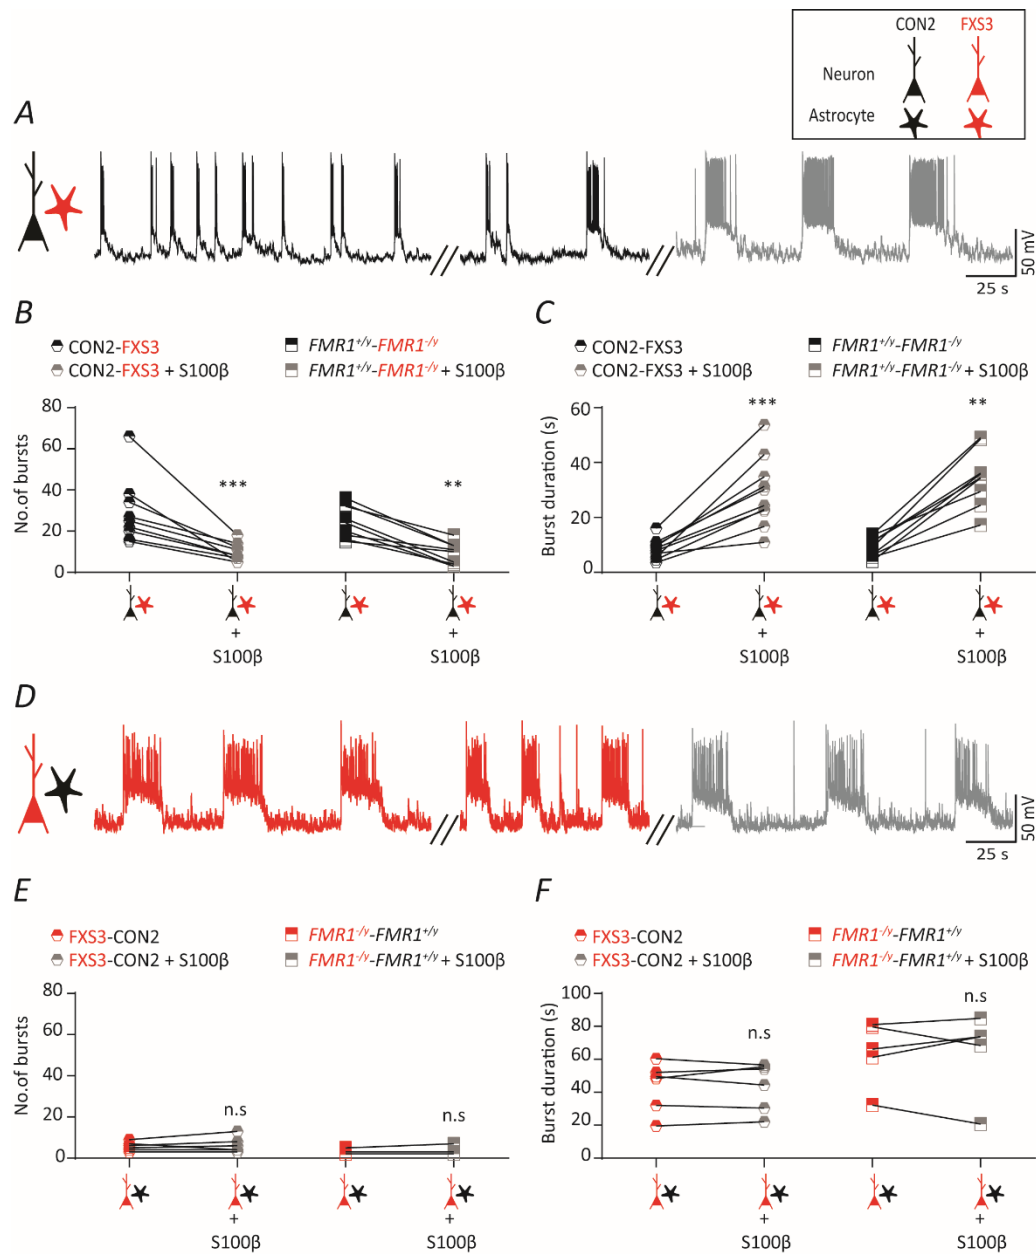 CON2 FXS3
Neuron
Astrocyte
A
50 mV
25 s
B
CON2-FXS3
CON2-FXS3 + S100β
FMR1+/y-FMR1-/y
FMR1+/y-FMR1-/y + S100β
No.of bursts
80
60
40
20
0
***
**
+
S100β
+
S100β
C
CON2-FXS3
CON2-FXS3 + S100β
FMR1+/y-FMR1-/y
FMR1+/y-FMR1-/y + S100β
Burst duration (s)
60
40
20
0
***
**
+
S100β
+
S100β
D
50 mV
25 s
E
FXS3-CON2
FXS3-CON2 + S100β
FMR1-/y-FMR1+/y
FMR1-/y-FMR1+/y + S100β
No.of bursts
80
60
40
20
0
n.s
n.s
+
S100β
+
S100β
F
FXS3-CON2
FXS3-CON2 + S100β
FMR1-/y-FMR1+/y
FMR1-/y-FMR1+/y + S100β
Burst duration (s)
100
80
60
40
20
0
n.s
n.s
+
S100β
+
S100β